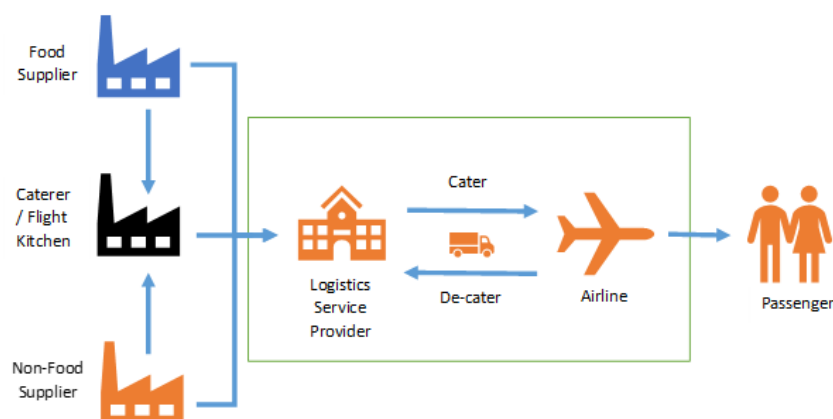 Food
Supplier
Caterer
/ Flight
Kitchen
Non-Food
Supplier
Logistics
Service
Provider
Cater
De-cater
Airline
Passenger